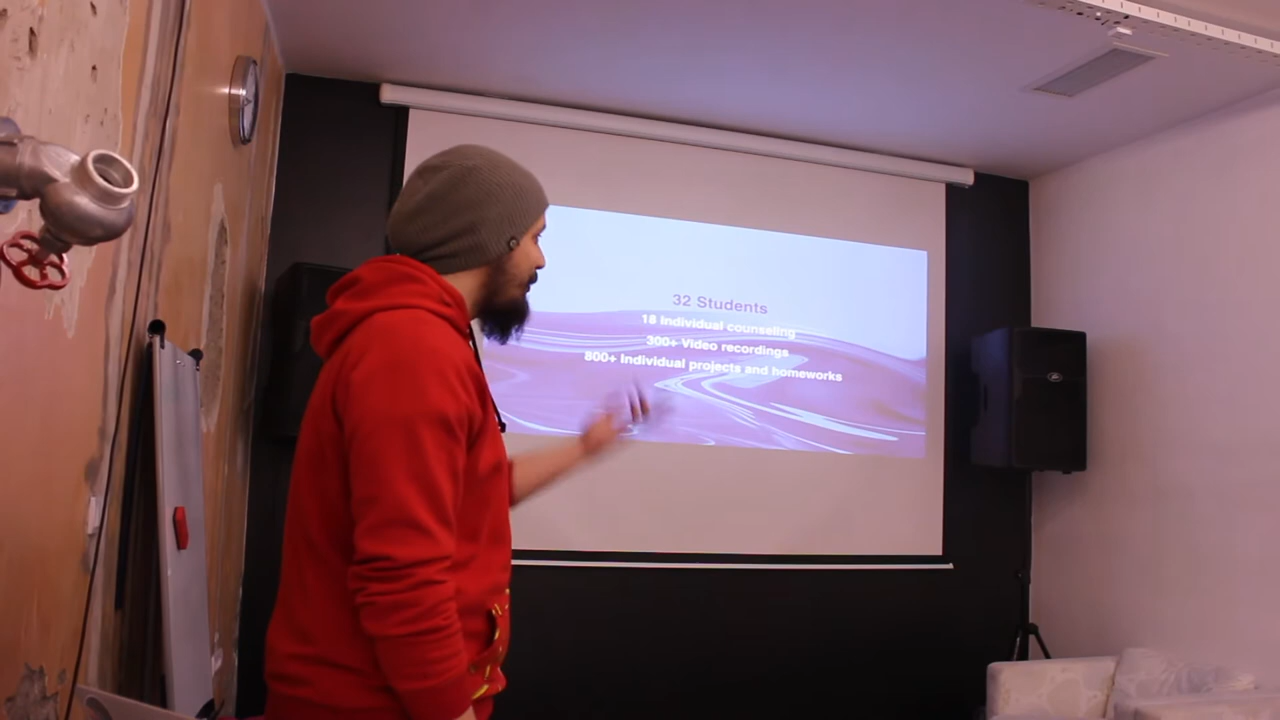 32 Students
18 Individual counseling
300+ Video recordings
800+ Individual projects and homeworks